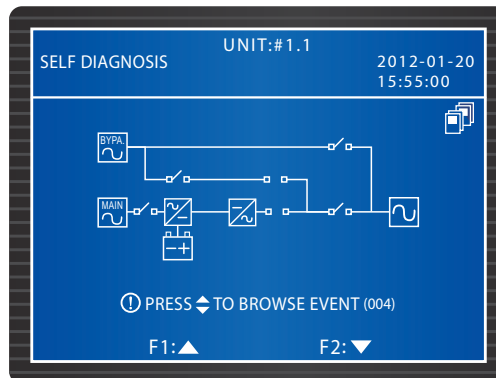 UNIT:#1.1
SELF DIAGNOSIS
2012-01-20
15:55:00
BYPA.
MAIN
PRESS TO BROWSE EVENT (004)
F1:
F2: